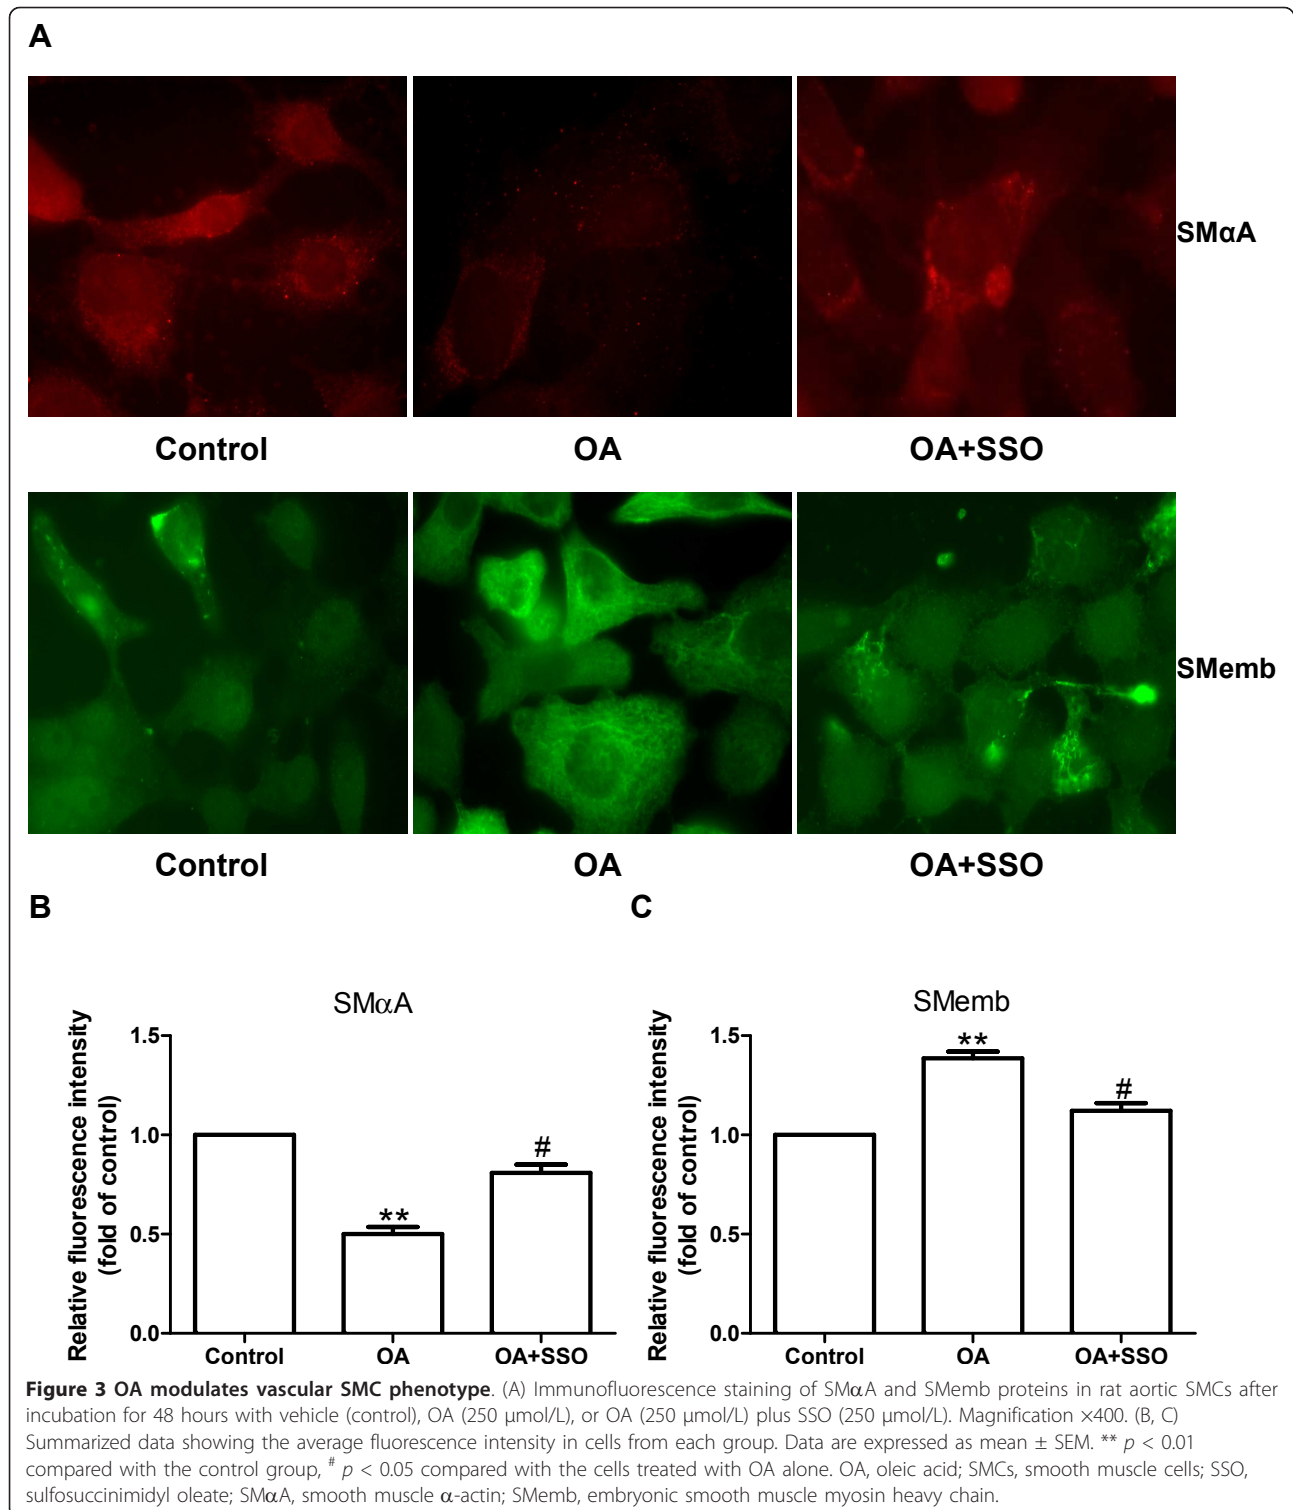 A
SMαA
Control OA OA+SSO
SMemb
Control OA OA+SSO
B
SMαA
Relative fluorescence intensity
(fold of control)
1.5
1.0
0.5
0.0
**
#
Control OA OA+SSO
C
SMemb
Relative fluorescence intensity
(fold of control)
1.5
1.0
0.5
0.0
**
#
Control OA OA+SSO
Figure 3 OA modulates vascular SMC phenotype. (A) Immunofluorescence staining of SMαA and SMemb proteins in rat aortic SMCs after
incubation for 48 hours with vehicle (control), OA (250 μmol/L), or OA (250 μmol/L) plus SSO (250 μmol/L). Magnification ×400. (B, C)
Summarized data showing the average fluorescence intensity in cells from each group. Data are expressed as mean ± SEM. ** p < 0.01
compared with the control group, # p < 0.05 compared with the cells treated with OA alone. OA, oleic acid; SMCs, smooth muscle cells; SSO,
sulfosuccinimidyl oleate; SMαA, smooth muscle α-actin; SMemb, embryonic smooth muscle myosin heavy chain.